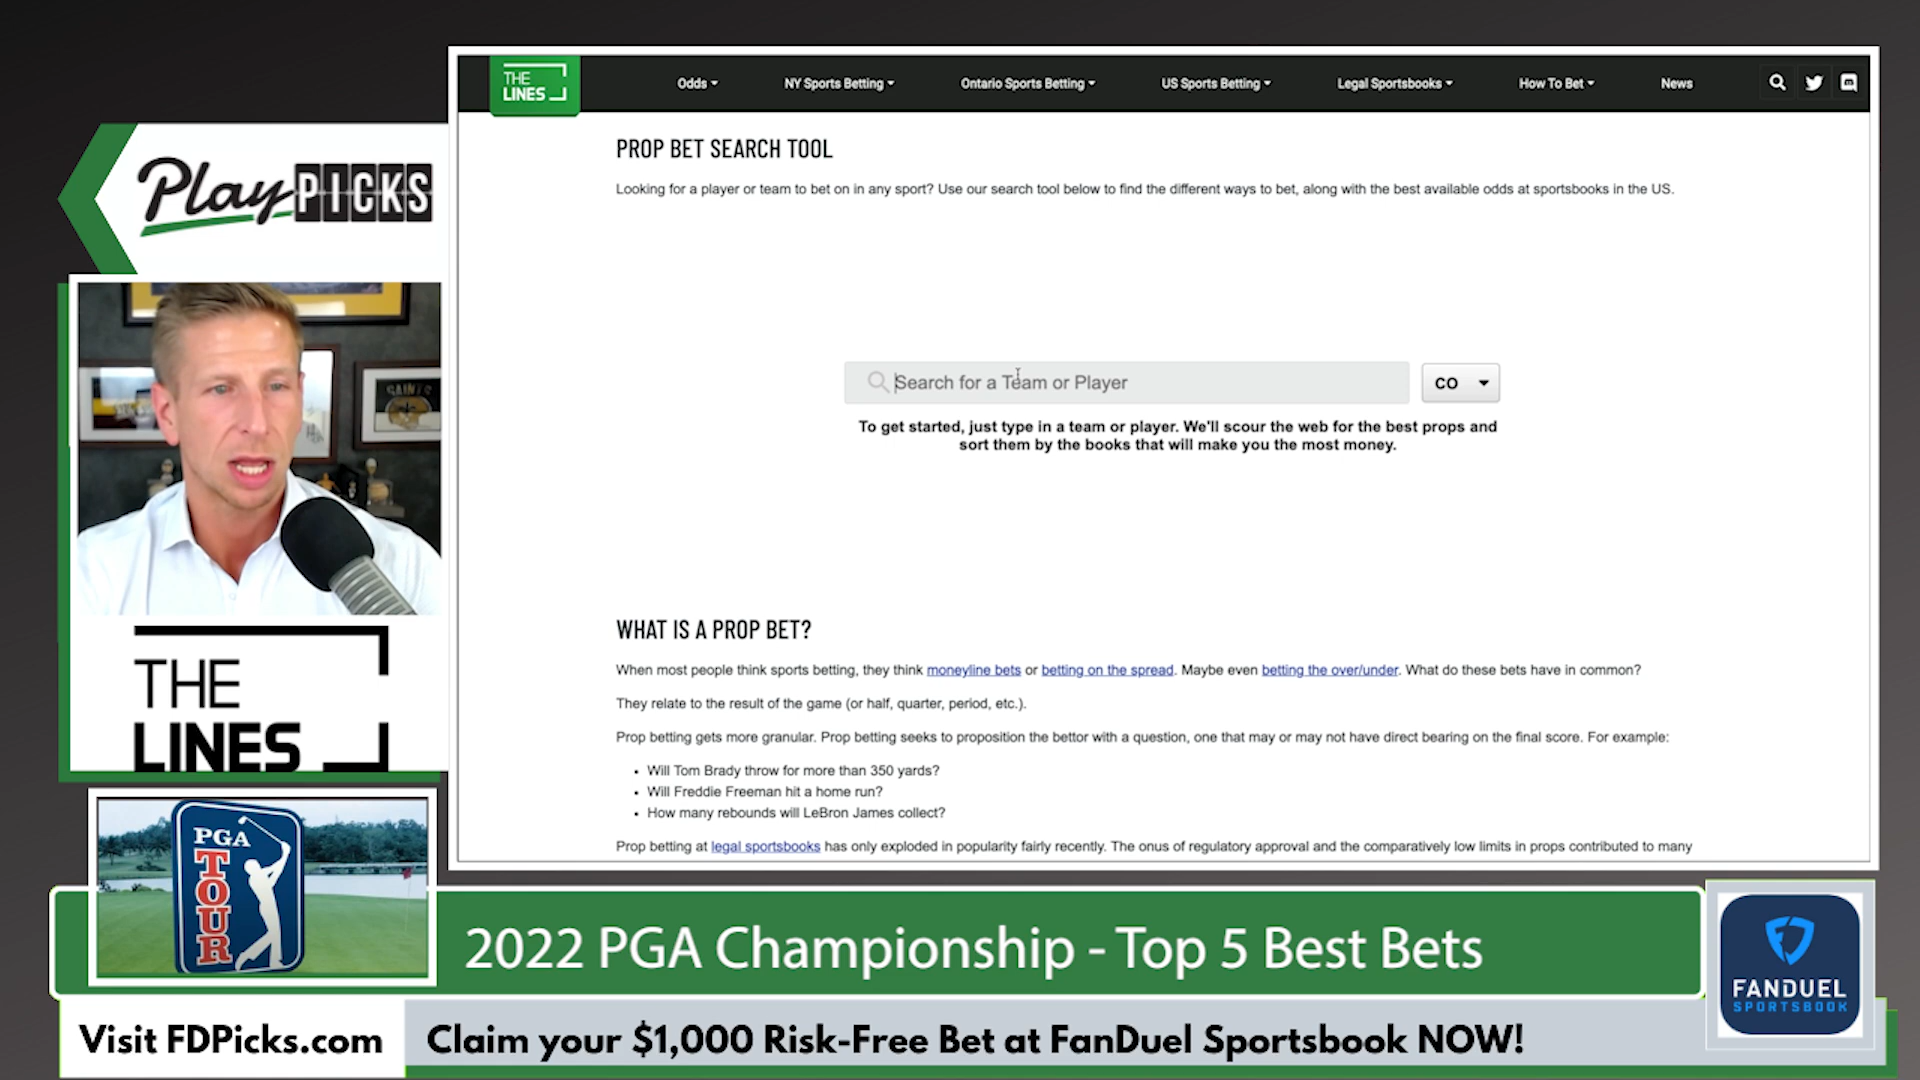 THE
LINES
Odds
NY Sports Betting
Ontario Sports Betting
US Sports Betting
Legal Sportsbooks
How To Bet
News
PlayPICKS
PROP BET SEARCH TOOL
Looking for a player or team to bet on in any sport? Use our search tool below to find the different ways to bet, along with the best available odds at sportsbooks in the US.
Search for a Team or Player
CO
To get started, just type in a team or player. We'll scour the web for the best props and
sort them by the books that will make you the most money.
SAINTS
WHAT IS A PROP BET?
When most people think sports betting, they think moneyline bets or betting on the spread. Maybe even betting the over/under. What do these bets have in common?
They relate to the result of the game (or half, quarter, period, etc.).
Prop betting gets more granular. Prop betting seeks to proposition the bettor with a question, one that may or may not have direct bearing on the final score. For example:
• Will Tom Brady throw for more than 350 yards?
• Will Freddie Freeman hit a home run?
• How many rebounds will LeBron James collect?
Prop betting at legal sportsbooks has only exploded in popularity fairly recently. The onus of regulatory approval and the comparatively low limits in props contributed to many
THE
LINES
PGA
TOUR
2022 PGA Championship - Top 5 Best Bets
FANDUEL
SPORTSBOOK
Visit FDPicks.com
Claim your $1,000 Risk-Free Bet at FanDuel Sportsbook NOW!